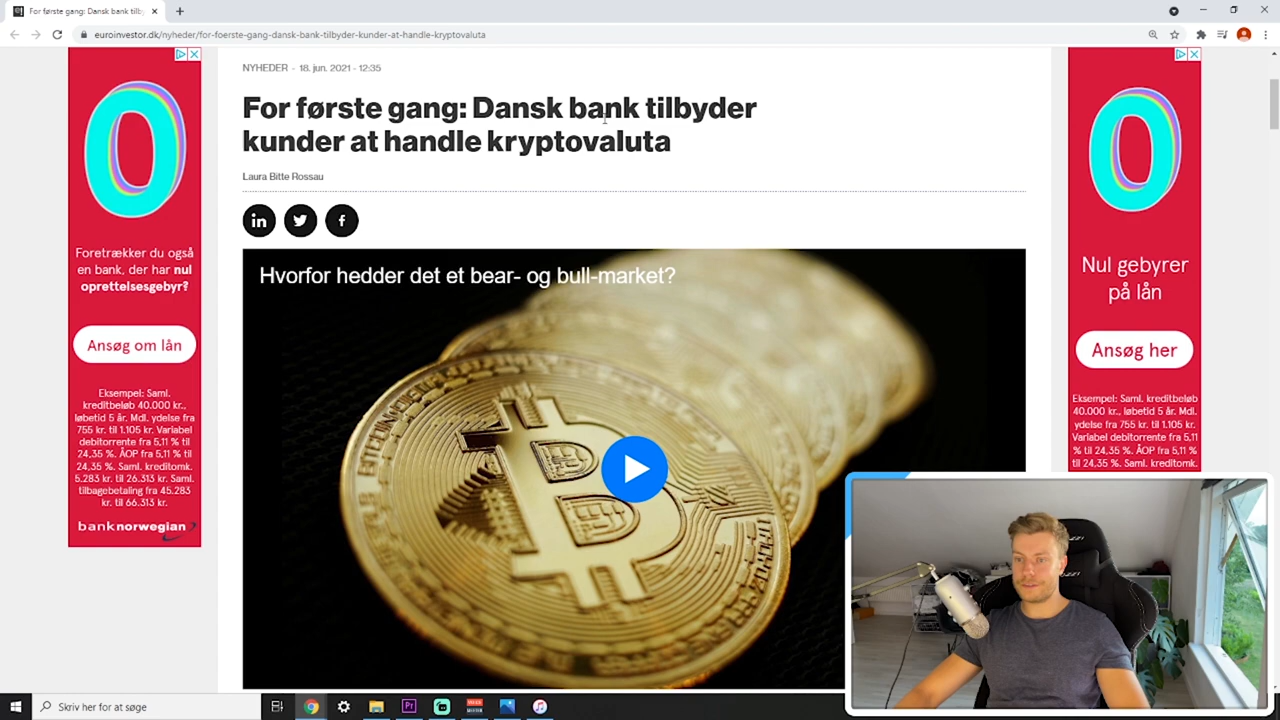 For første gang: Dansk bank tilb
euroinvestor.dk/nyheder/for-foerste-gang-dansk-bank-tilbyder-kunder-at-handle-kryptovaluta
NYHEDER - 18. jun. 2021 - 12:35
For første gang: Dansk bank tilbyder
kunder at handle kryptovaluta
Laura Bitte Rossau
in
f
Hvorfor hedder det et bear- og bull-market?
Foretrækker du også
en bank, der har nul
oprettelsesgebyr?
Ansøg om lån
Eksempel: Saml.
kreditbeløb 40.000 kr.,
løbetid 5 år. Mdl. ydelse fra
755 kr. til 1.105 kr. Variabel
debitorrente fra 5,11 % til
24,35 %. ÅOP fra 5,11 % til
24,35 %. Saml. kreditomk.
5.283 kr. til 26.313 kr. Saml.
tilbagebetaling fra 45.283
kr. til 66.313 kr.
banknorwegian
Nul gebyrer
på lån
Ansøg her
Eksempel: Saml. kreditbeløb
40.000 kr., løbetid 5 år. Mdl.
ydelse fra 755 kr. til 1.105 kr.
Variabel debitorrente fra 5,11
% til 24,35 %. ÅOP fra 5,11 %
til 24,35 %. Saml. kreditomk.
Skriv her for at søge
Pr